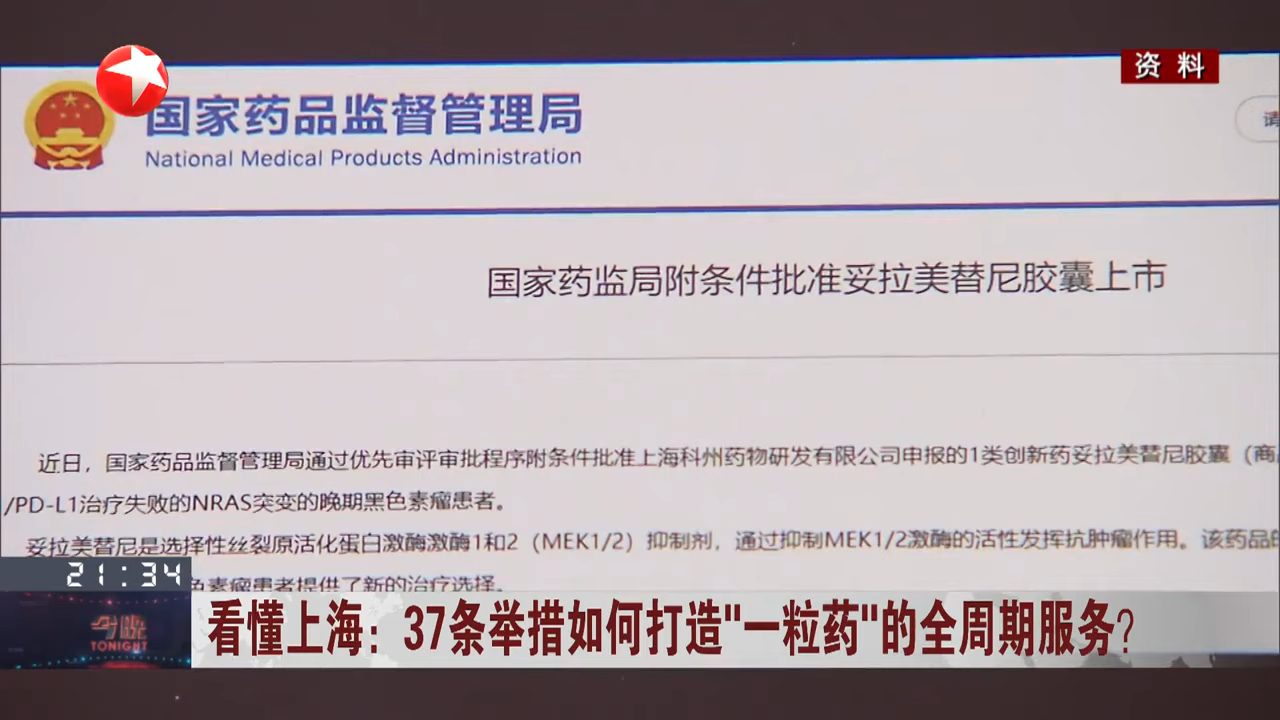 资料
国家药品监督管理局
National Medical Products Administration
请
国家药监局附条件批准妥拉美替尼胶囊上市
近日，国家药品监督管理局通过优先审评审批程序附条件批准上海科州药物研发有限公司申报的1类创新药妥拉美替尼胶囊（商
/PD-L1治疗失败的NRAS突变的晚期黑色素瘤患者。
妥拉美替尼是选择性丝裂原活化蛋白激酶激酶1和2（MEK1/2）抑制剂，通过抑制MEK1/2激酶的活性发挥抗肿瘤作用。该药品
色素瘤患者提供了新的治疗选择。
21:34
今晚
TONIGHT
看懂上海：37条举措如何打造"一粒药"的全周期服务？